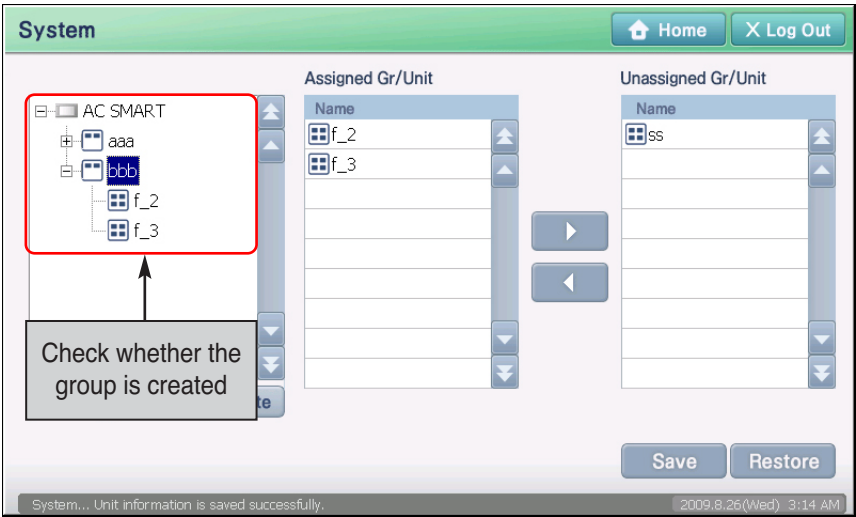 System
Home
X Log Out
Assigned Gr/Unit
Unassigned Gr/Unit
AC SMART
aaa
bbb
f_2
f_3
Name
f_2
f_3
Name
ss
Check whether the
group is created
te
Save
Restore
System... Unit information is saved successfully.
2009.8.26(Wed) 3:14 AM